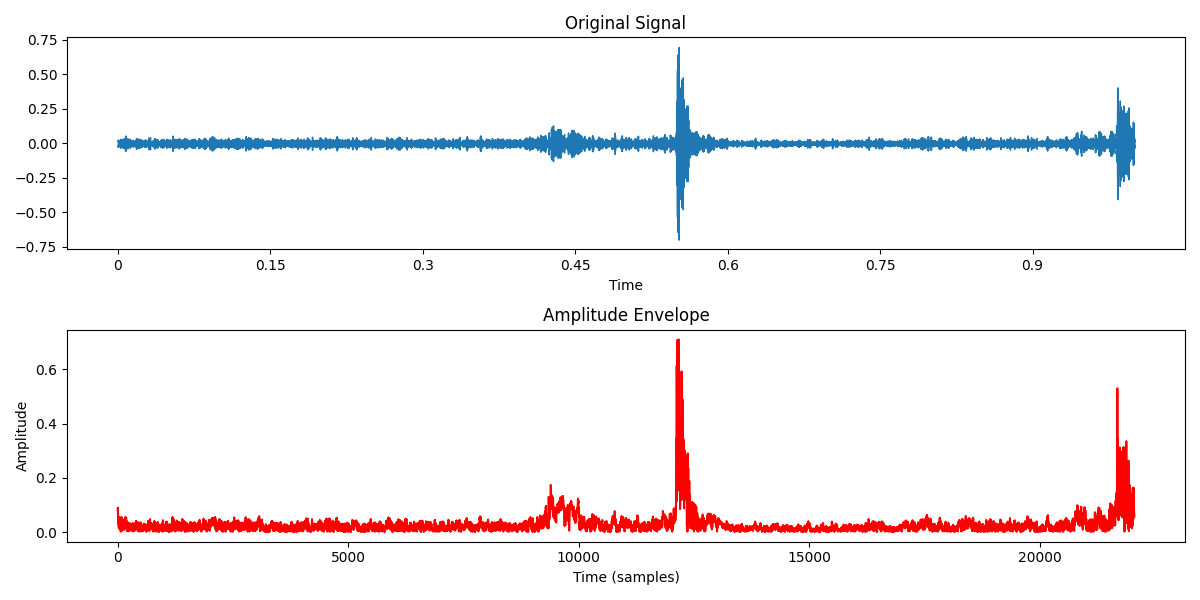 Original Signal
0.75
0.50
0.25
0.00
−0.25
−0.50
−0.75
0 0.15 0.3 0.45 0.6 0.75 0.9
Time
Amplitude Envelope
Amplitude
0.6
0.4
0.2
0.0
0 5000 10000 15000 20000
Time (samples)